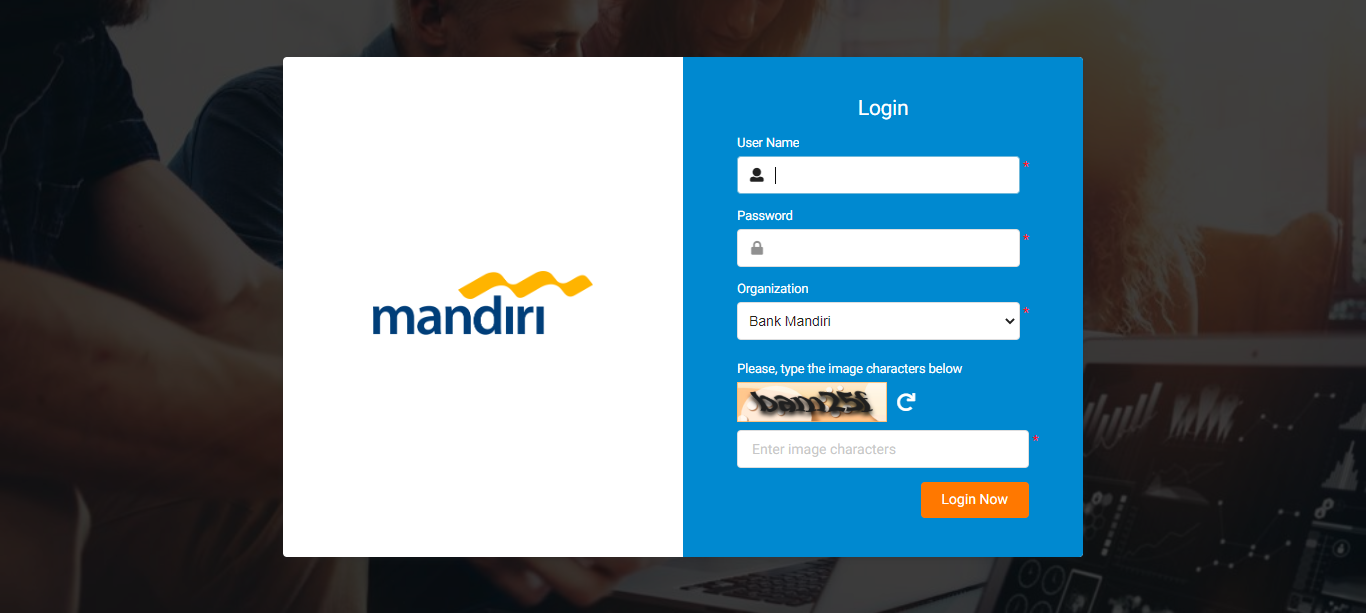 mandiri
Login
User Name
*
Password
*
Organization
Bank Mandiri
*
Please, type the image characters below
bam25f
Enter image characters
*
Login Now